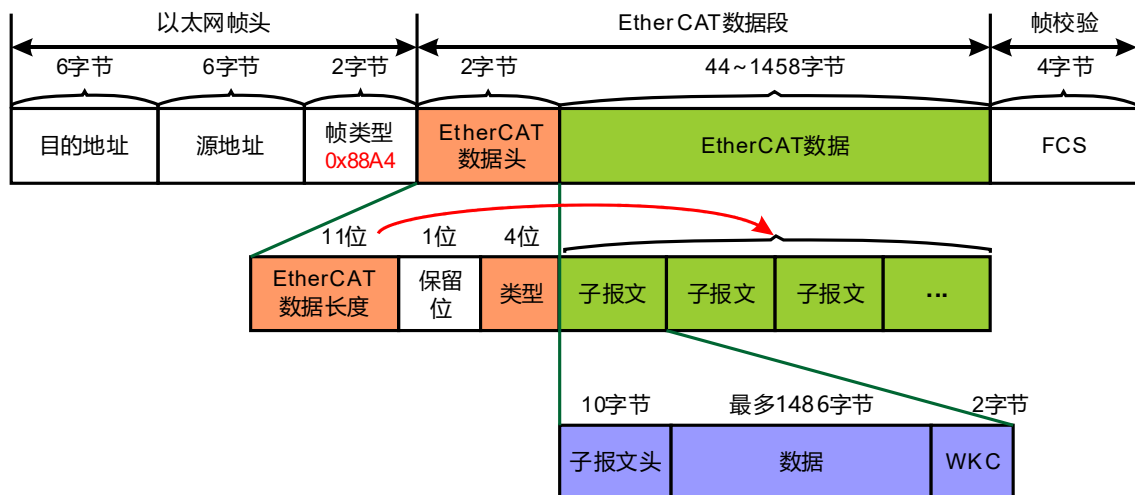 以太网帧头
EtherCAT数据段
帧校验
6字节
6字节
2字节
2字节
44~1458字节
4字节
目的地址
源地址
帧类型
0x88A4
EtherCAT
数据头
EtherCAT数据
FCS
11位
1位
4位
EtherCAT
数据长度
保留
位
类型
子报文
子报文
子报文
...
10字节
最多1486字节
2字节
子报文头
数据
WKC